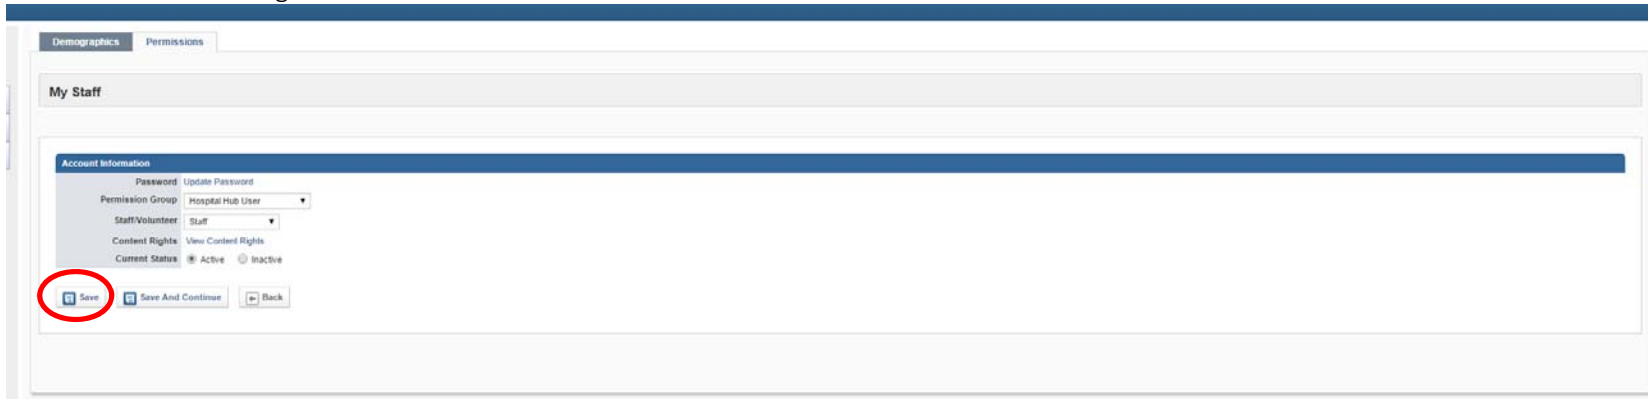 Demographics Permissions
My Staff
Account Information
Password Update Password
Permission Group Hospital Hub User
Staff/Volunteer Staff
Content Rights View Content Rights
Current Status Active Inactive
Save Save And Continue Back